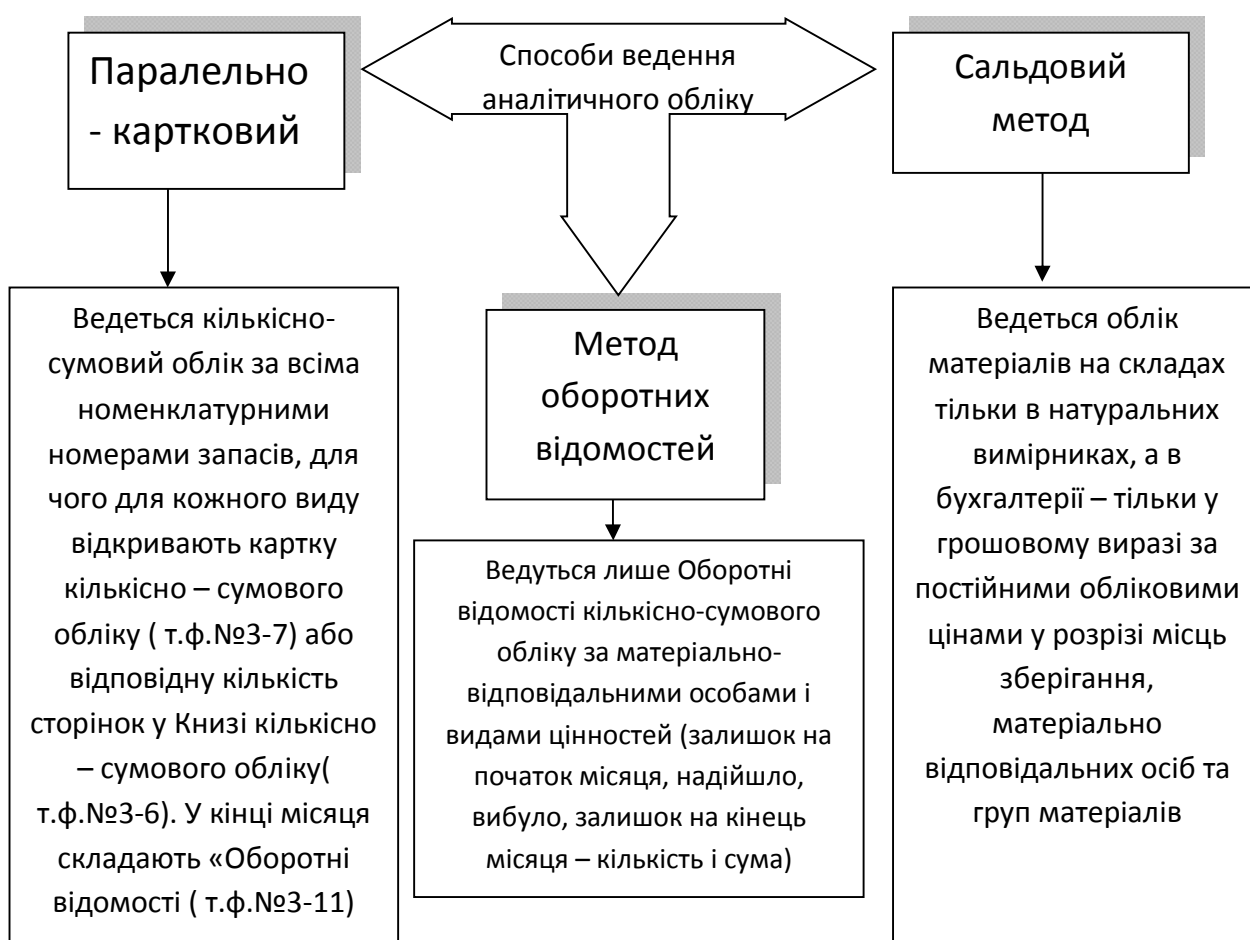 Паралельно
- картковий
Способи ведення
аналітичного обліку
Сальдовий
метод
Ведеться кількісно-
сумовий облік за всіма
номенклатурними
номерами запасів, для
чого для кожного виду
відкривають картку
кількісно – сумового
обліку ( т.ф.№3-7) або
відповідну кількість
сторінок у Книзі кількісно
– сумового обліку(
т.ф.№3-6). У кінці місяця
складають «Оборотні
відомості ( т.ф.№3-11)
Метод
оборотних
відомостей
Ведуться лише Оборотні
відомості кількісно-сумового
обліку за матеріально-
відповідальними особами і
видами цінностей (залишок на
початок місяця, надійшло,
вибуло, залишок на кінець
місяця – кількість і сума)
Ведеться облік
матеріалів на складах
тільки в натуральних
вимірниках, а в
бухгалтерії – тільки у
грошовому виразі за
постійними обліковими
цінами у розрізі місць
зберігання,
матеріально
відповідальних осіб та
груп матеріалів